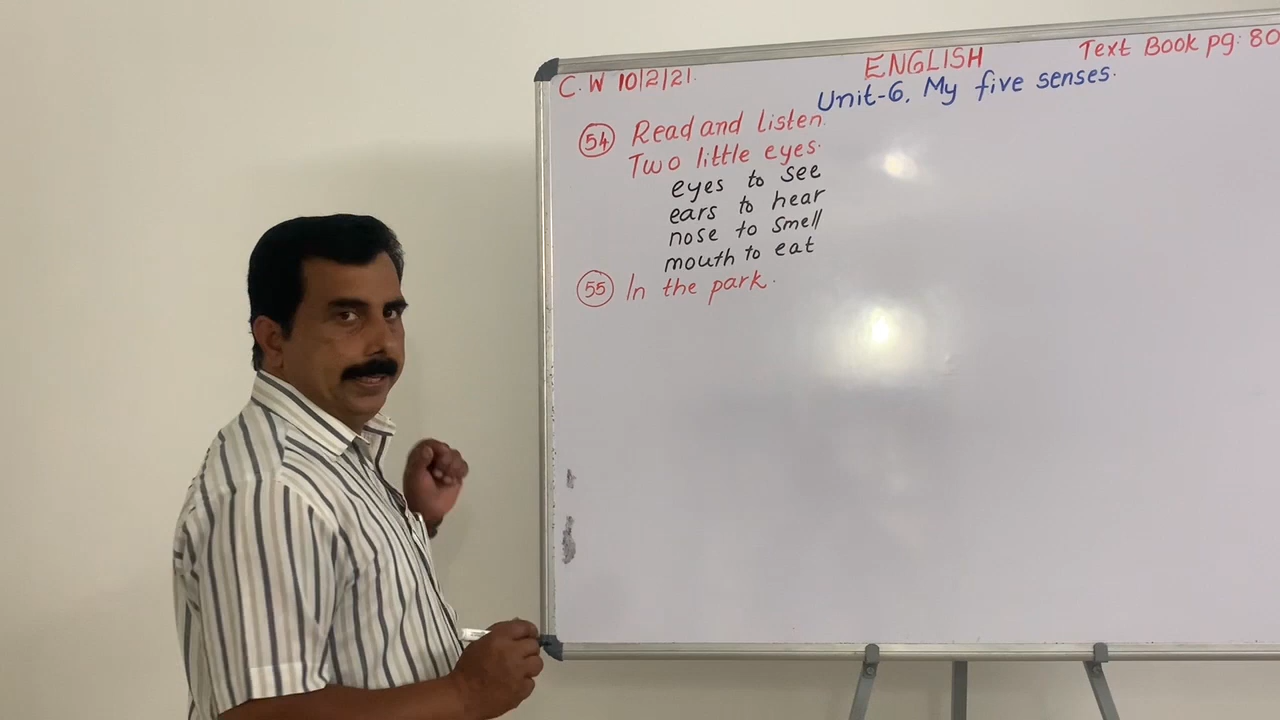 C.W 10/2/21.
ENGLISH
Text Book pg: 80
Unit-6. My five senses.
54 Read and listen.
Two little eyes.
eyes to see
ears to hear
nose to smell
mouth to eat
55 In the park.